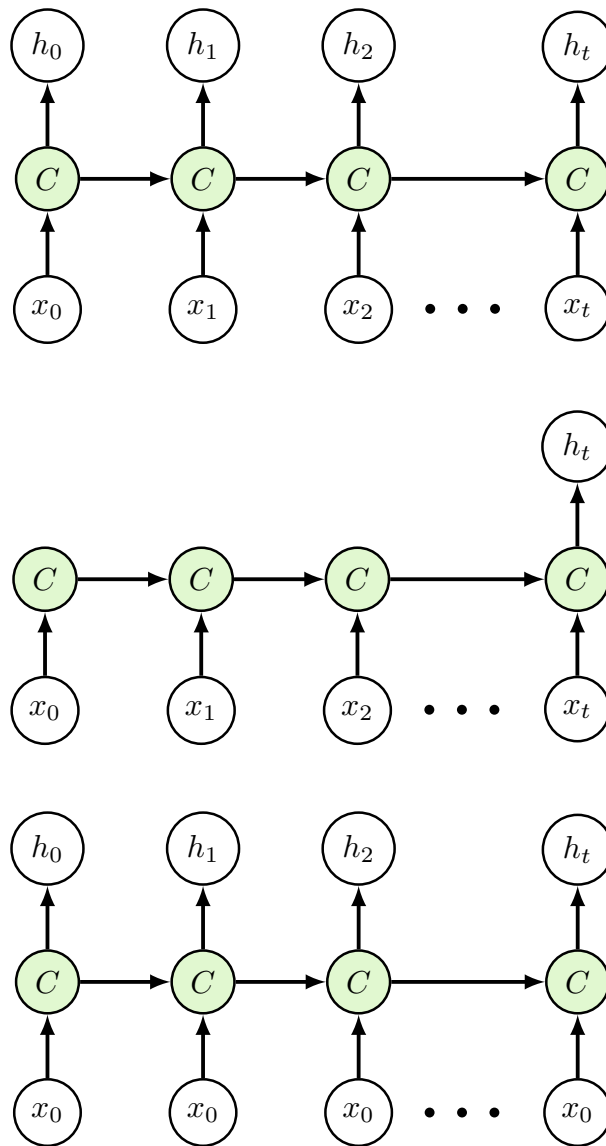 h₀ h₁ h₂ hₜ
C C C C
x₀ x₁ x₂ • • • xₜ
hₜ
C C C C
x₀ x₁ x₂ • • • xₜ
h₀ h₁ h₂ hₜ
C C C C
x₀ x₀ x₀ • • • x₀